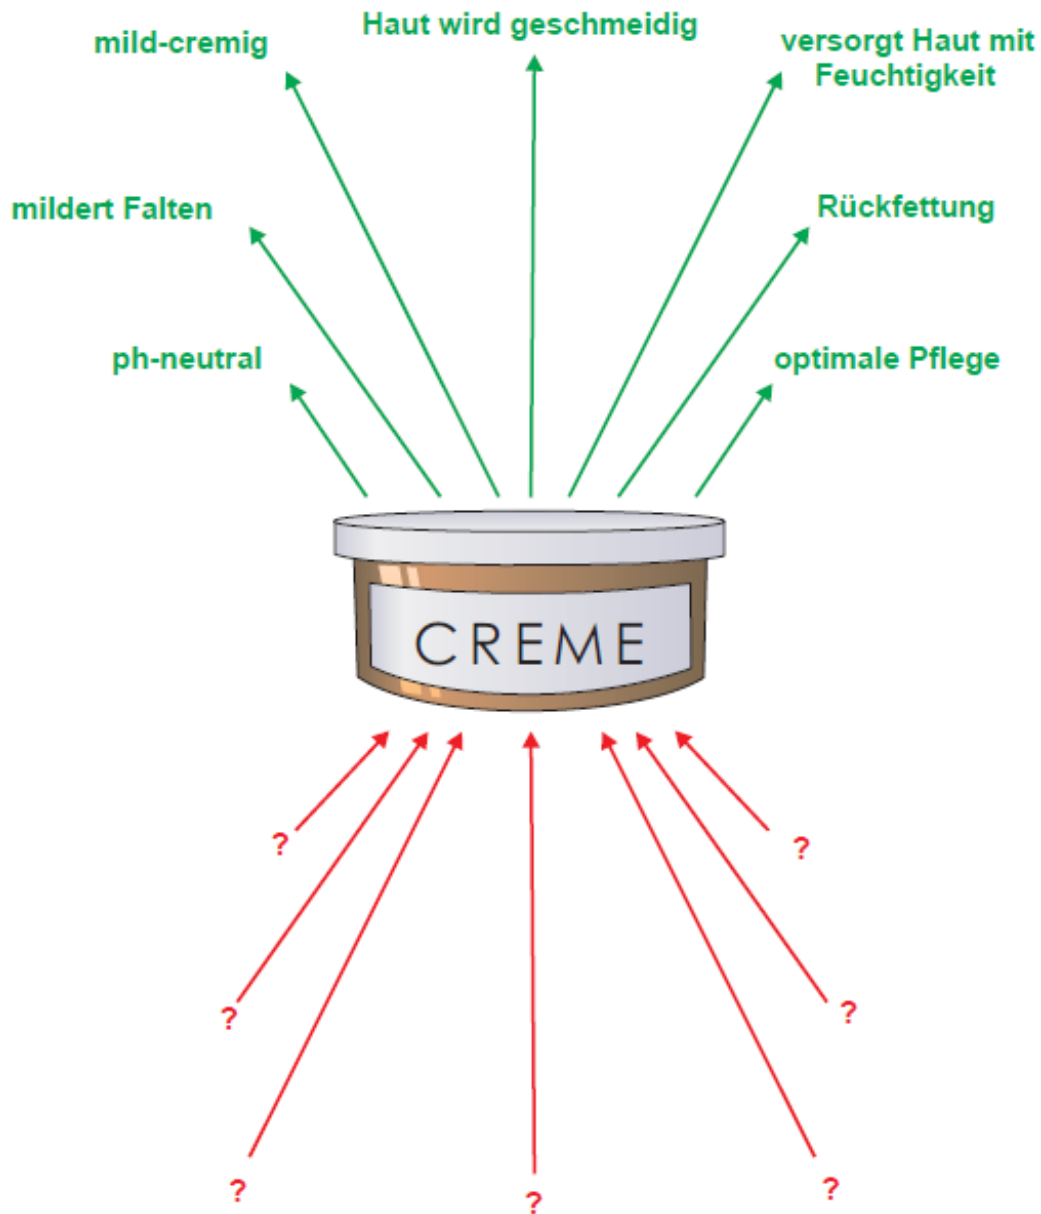 Haut wird geschmeidig
mild-cremig
versorgt Haut mit
Feuchtigkeit
mildert Falten
Rückfettung
ph-neutral
optimale Pflege
CREME
?
?
?
?
?
?
?